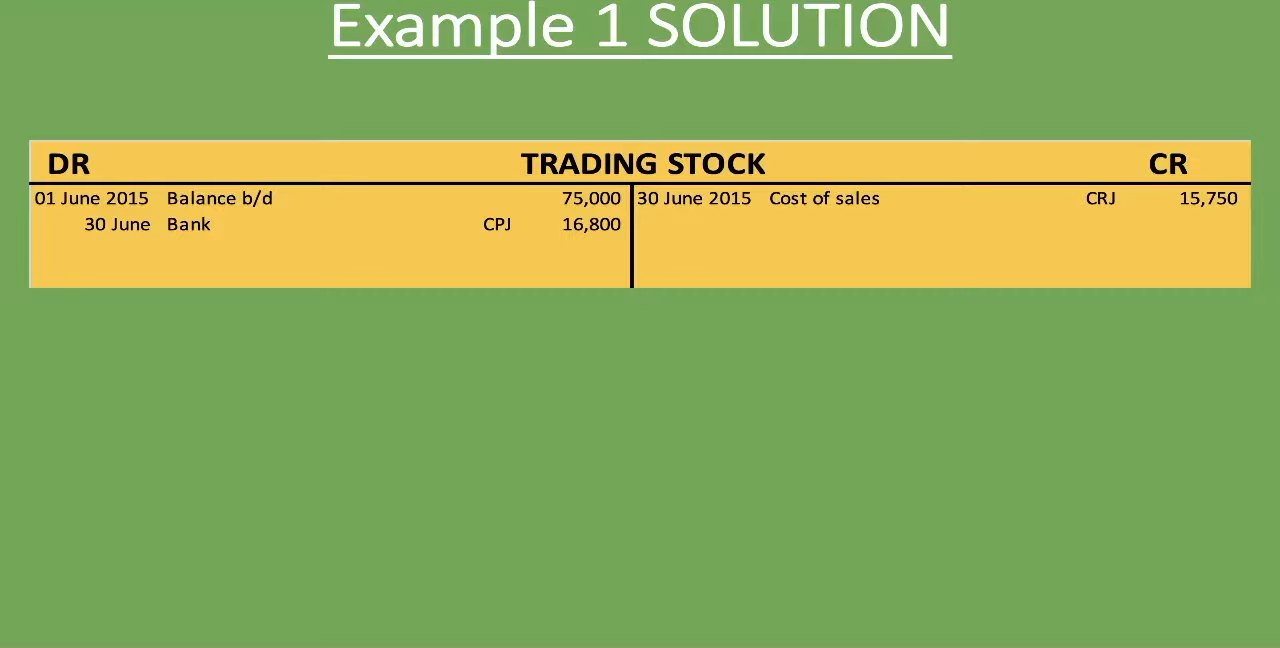 Example 1 SOLUTION
DR TRADING STOCK CR
01 June 2015 Balance b/d 75,000 30 June 2015 Cost of sales CRJ 15,750
30 June Bank CPJ 16,800